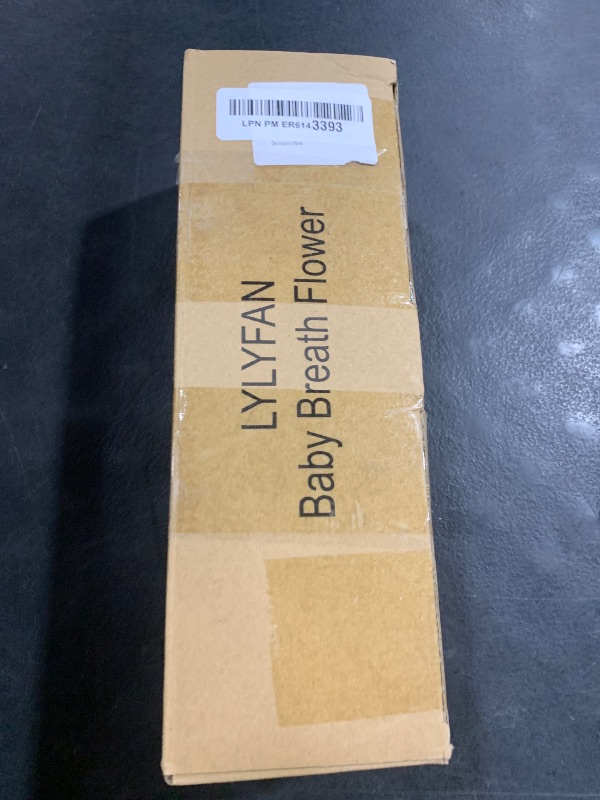 LPN PM ER6143393
LYLYFAN
Baby Breath Flower